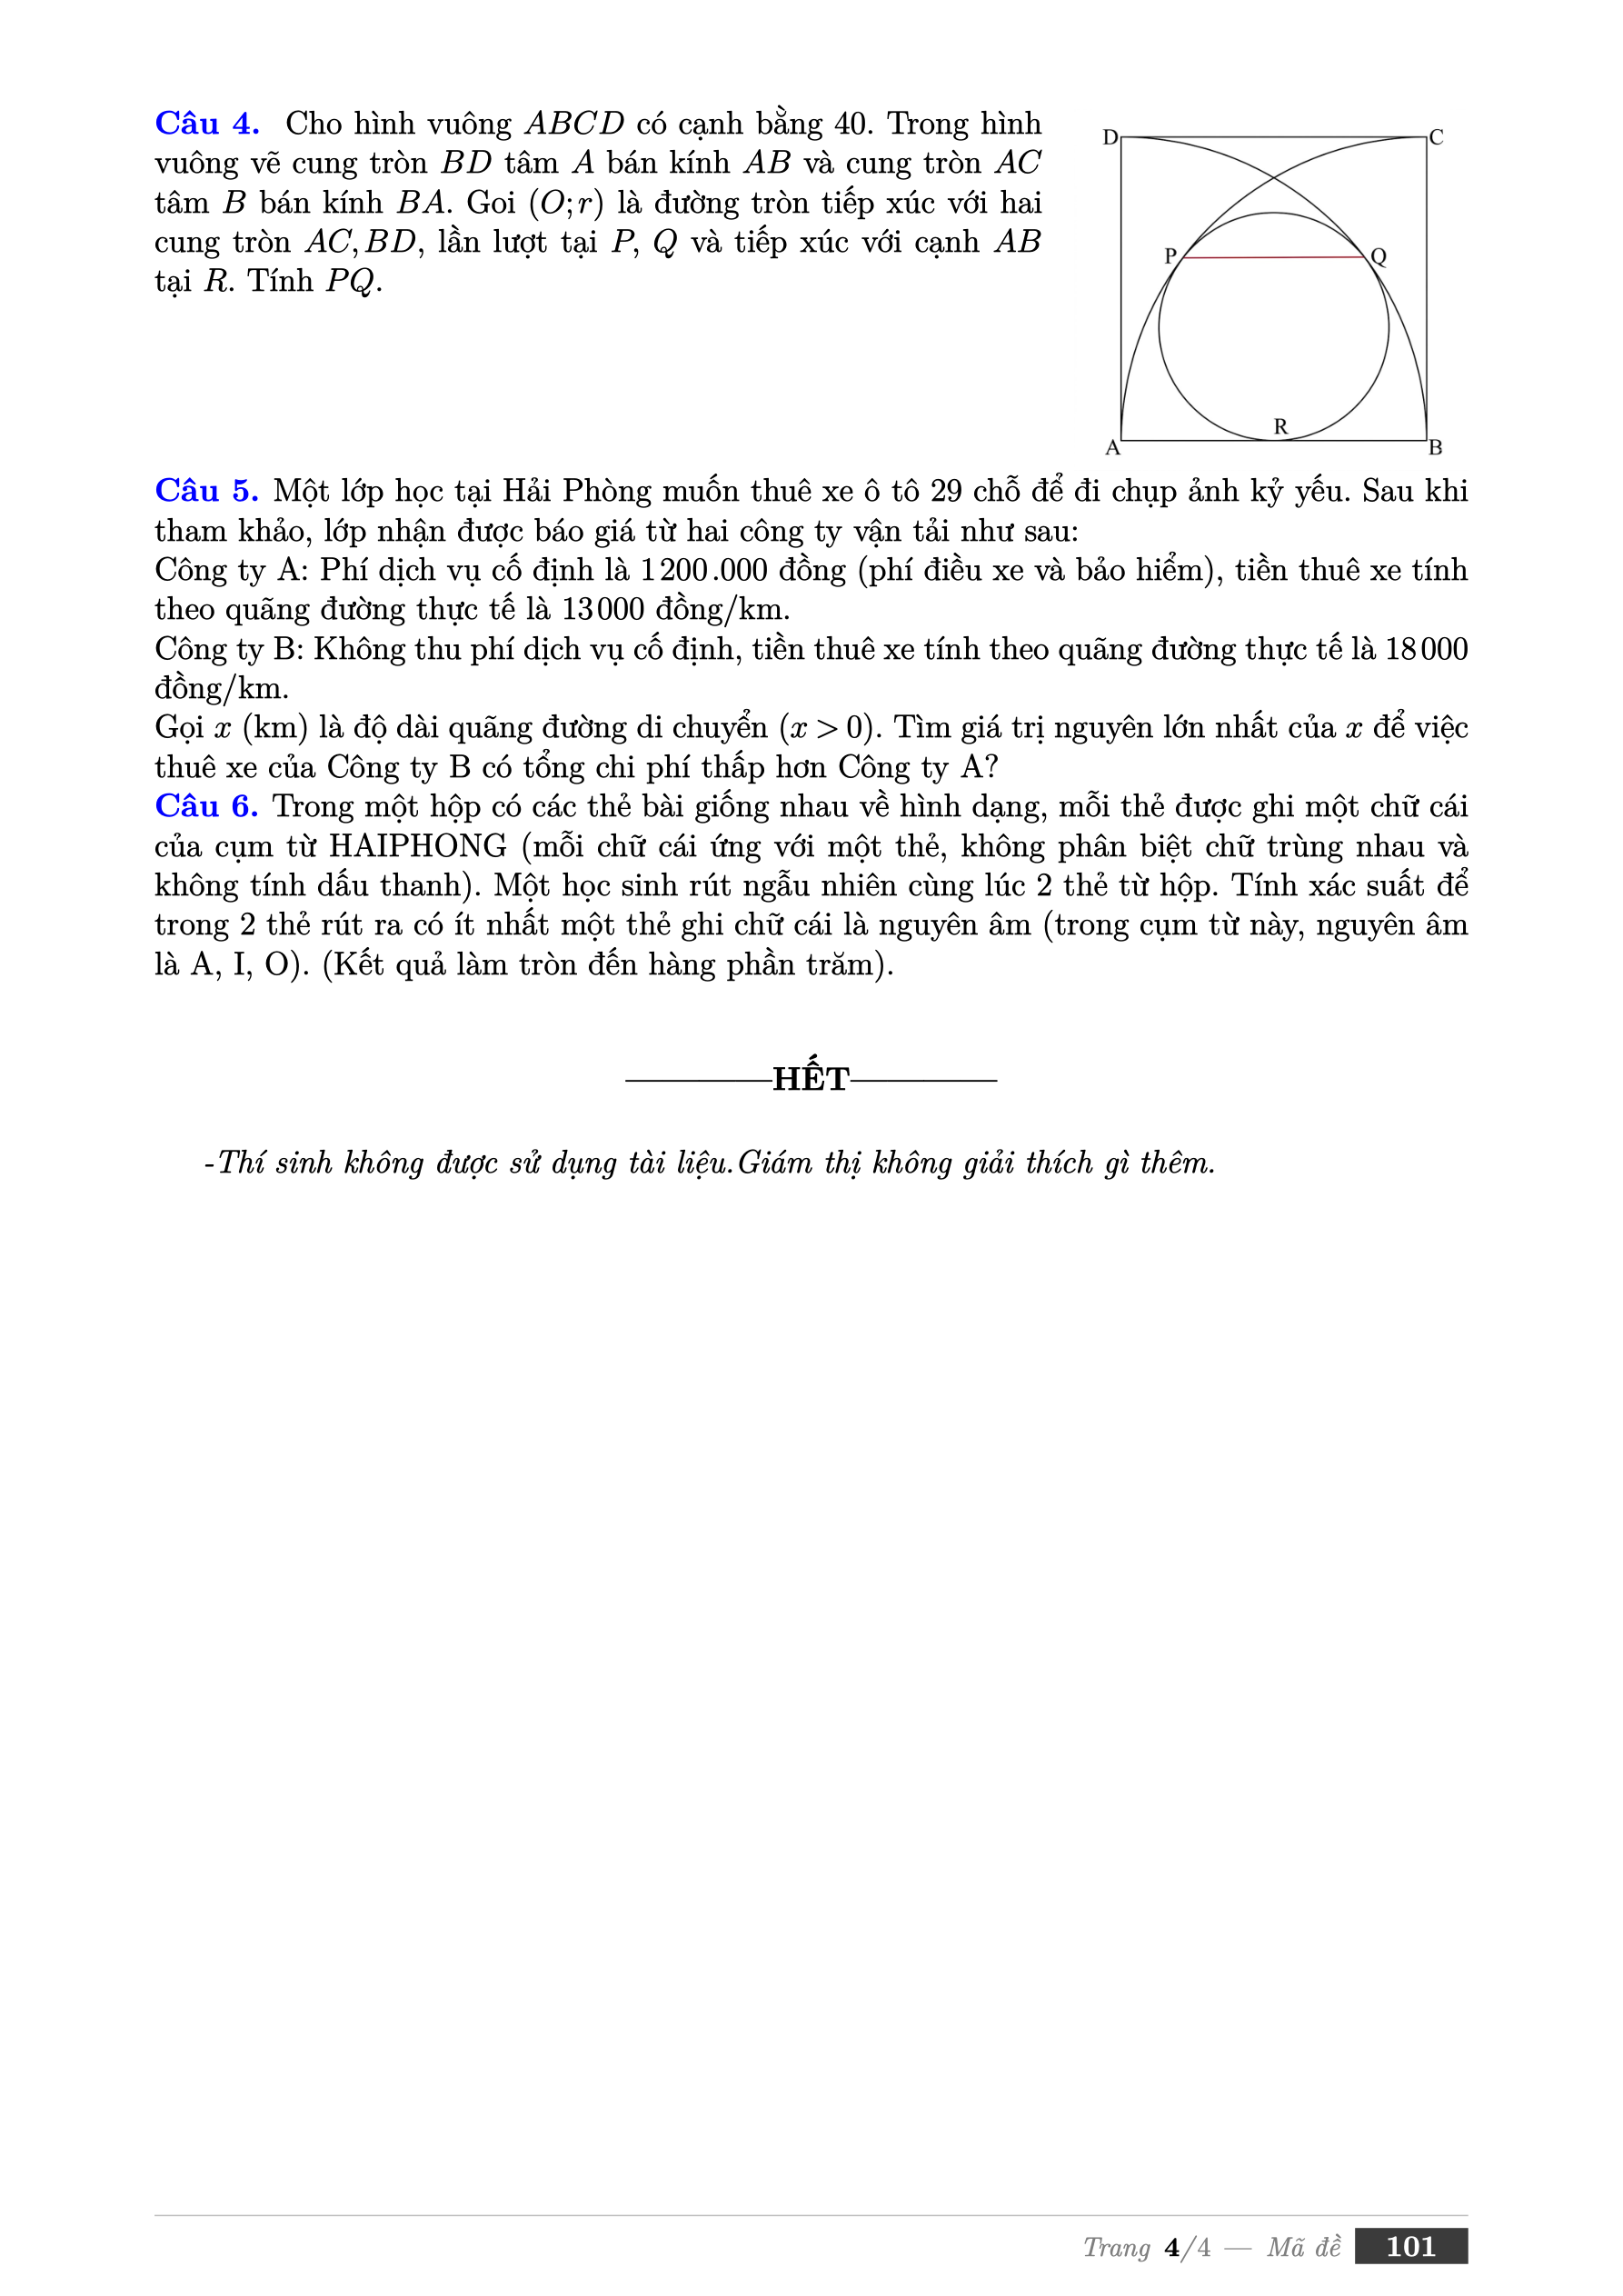 Câu 4. Cho hình vuông ABCD có cạnh bằng 40. Trong hình
vuông vẽ cung tròn BD tâm A bán kính AB và cung tròn AC
tâm B bán kính BA. Goi (O;r) là đường tròn tiếp xúc với hai
cung tròn AC, BD, lần lượt tại P, Q và tiếp xúc với cạnh AB
tại R. Tính PQ.
D C
P Q
R
A B
Câu 5. Một lớp học tại Hải Phòng muốn thuê xe ô tô 29 chỗ để đi chụp ảnh kỷ yếu. Sau khi
tham khảo, lớp nhận được báo giá từ hai công ty vận tải như sau:
Công ty A: Phí dịch vụ cố định là 1 200 .000 đồng (phí điều xe và bảo hiểm), tiền thuê xe tính
theo quãng đường thực tế là 13 000 đồng/km.
Công ty B: Không thu phí dịch vụ cố định, tiền thuê xe tính theo quãng đường thực tế là 18 000
đồng/km.
Gọi x (km) là độ dài quãng đường di chuyển (x > 0). Tìm giá trị nguyên lớn nhất của x để việc
thuê xe của Công ty B có tổng chi phí thấp hơn Công ty A?
Câu 6. Trong một hộp có các thẻ bài giống nhau về hình dạng, mỗi thẻ được ghi một chữ cái
của cụm từ HAIPHONG (mỗi chữ cái ứng với một thẻ, không phân biệt chữ trùng nhau và
không tính dấu thanh). Một học sinh rút ngẫu nhiên cùng lúc 2 thẻ từ hộp. Tính xác suất để
trong 2 thẻ rút ra có ít nhất một thẻ ghi chữ cái là nguyên âm (trong cụm từ này, nguyên âm
là A, I, O). (Kết quả làm tròn đến hàng phần trăm).
HẾT
-Thí sinh không được sử dụng tài liệu.Giám thị không giải thích gì thêm.
Trang 4/4 — Mã đề 101